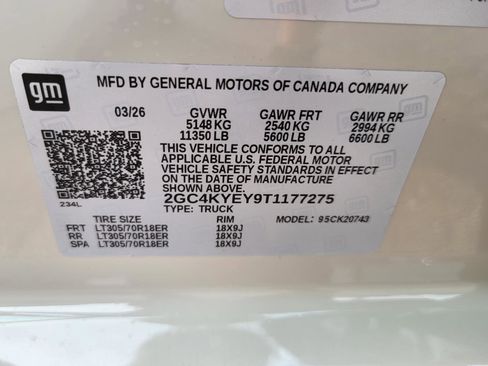 gm
MFD BY GENERAL MOTORS OF CANADA COMPANY
03/26 GVWR GAWR FRT GAWR RR
5148 KG 2540 KG 2994 KG
11350 LB 5600 LB 6600 LB
THIS VEHICLE CONFORMS TO ALL
APPLICABLE U.S. FEDERAL MOTOR
VEHICLE SAFETY STANDARDS IN EFFECT
ON THE DATE OF MANUFACTURE
SHOWN ABOVE.
2GC4KYEY9T1177275
TYPE: TRUCK MODEL: 95CK20743
234L
TIRE SIZE RIM
FRT LT305/70R18ER 18X9J
RR LT305/70R18ER 18X9J
SPA LT305/70R18ER 18X9J